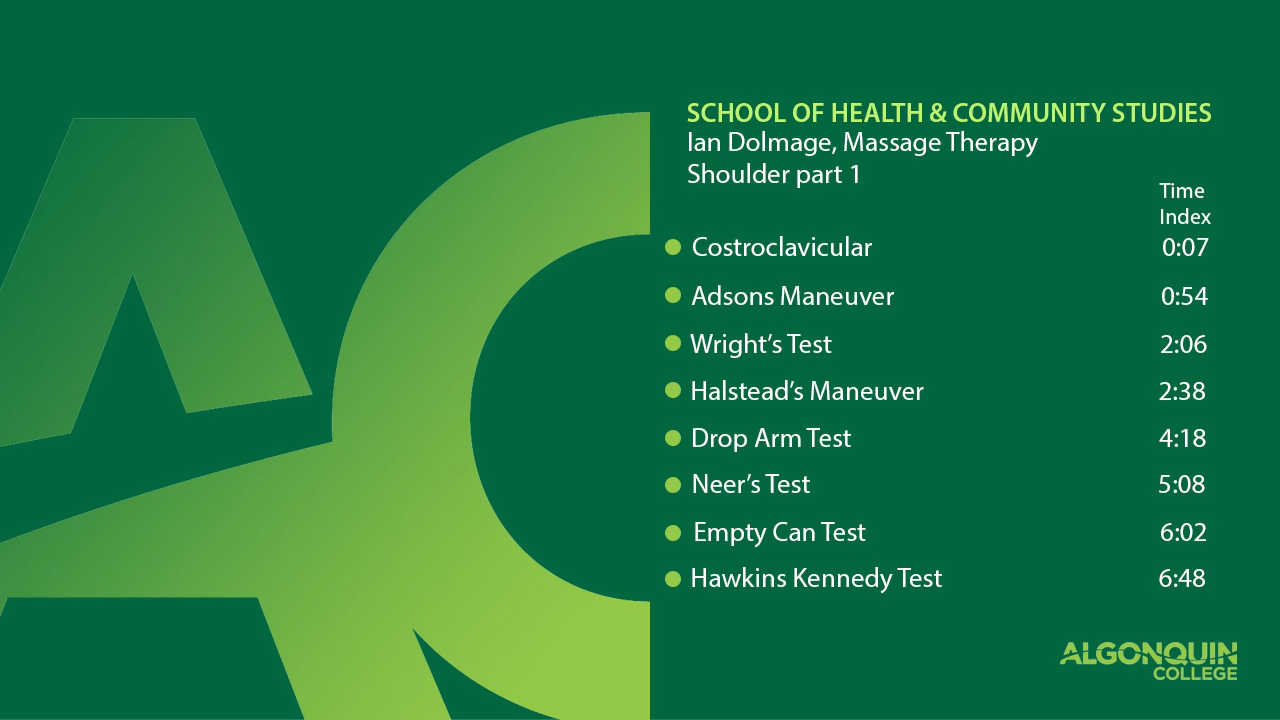 SCHOOL OF HEALTH & COMMUNITY STUDIES
Ian Dolmage, Massage Therapy
Shoulder part 1
Time
Index
Costroclavicular 0:07
Adsons Maneuver 0:54
Wright’s Test 2:06
Halstead’s Maneuver 2:38
Drop Arm Test 4:18
Neer’s Test 5:08
Empty Can Test 6:02
Hawkins Kennedy Test 6:48
ALGONQUIN
COLLEGE